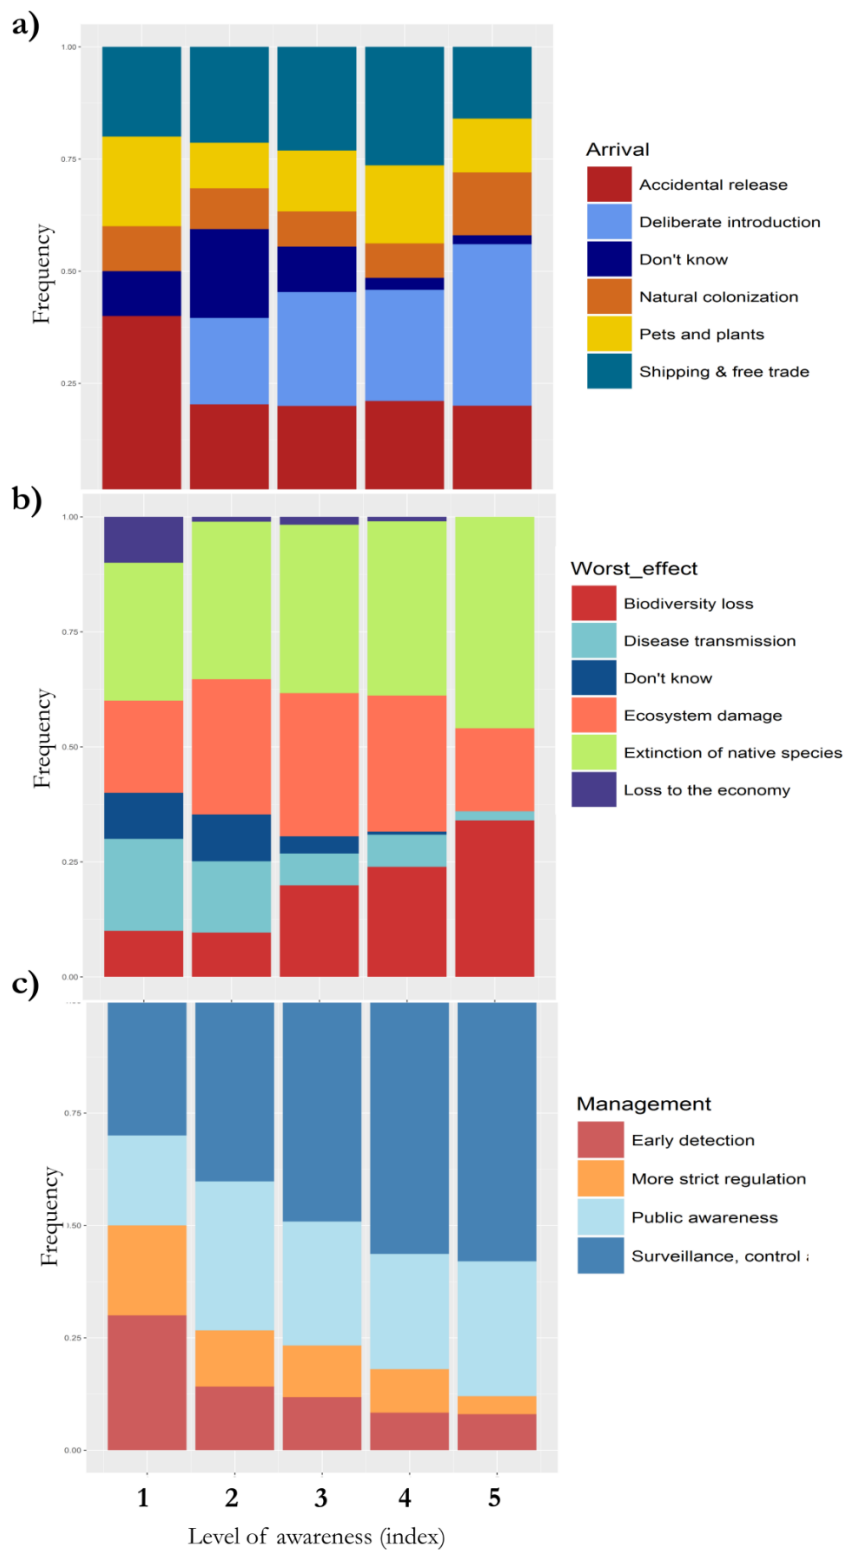 a)
1.00
0.75
0.50
0.25
Frequency
Arrival
Accidental release
Deliberate introduction
Don't know
Natural colonization
Pets and plants
Shipping & free trade
b)
1.00
0.75
0.50
0.25
0.00
Frequency
Worst_effect
Biodiversity loss
Disease transmission
Don't know
Ecosystem damage
Extinction of native species
Loss to the economy
c)
0.75
.50
0.25
0.00
Frequency
Management
Early detection
More strict regulation
Public awareness
Surveillance, control
1 2 3 4 5
Level of awareness (index)